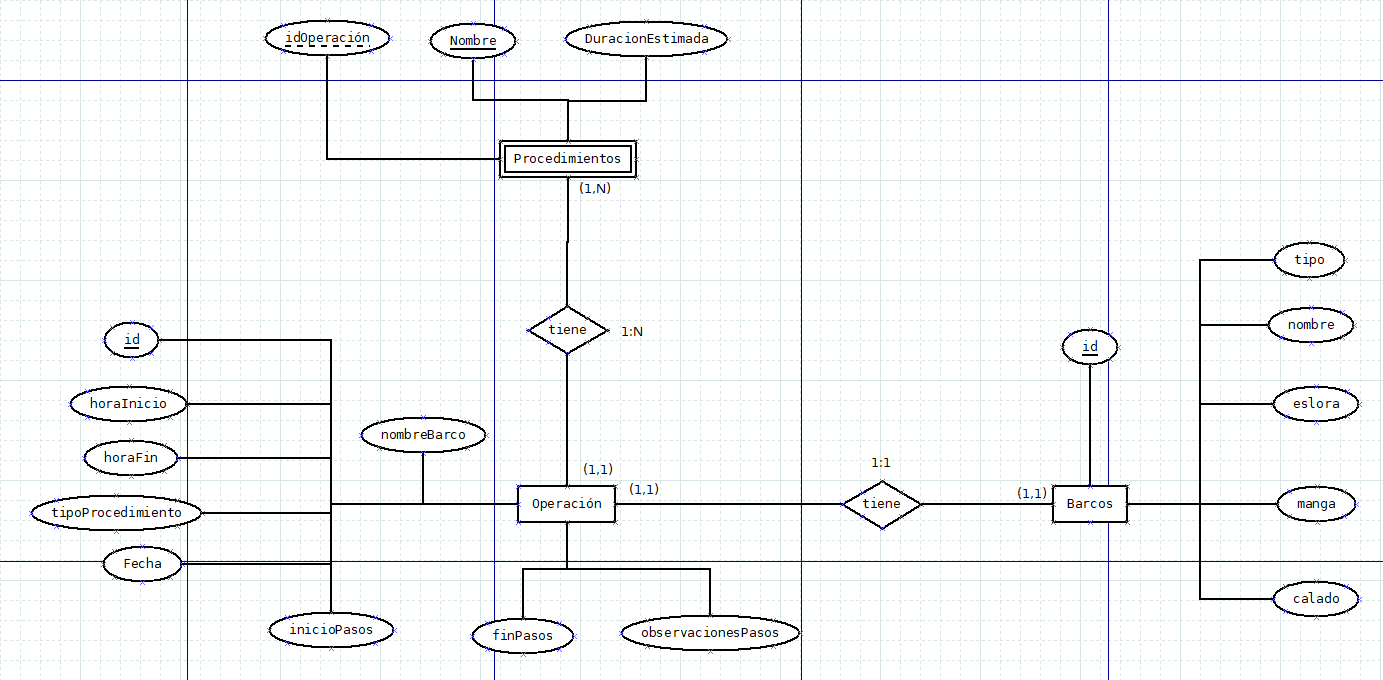 idOperación
Nombre
DuracionEstimada
Procedimientos
(1,N)
tiene
1:N
tipo
nombre
id
id
eslora
horaInicio
nombreBarco
horaFin
1:1
(1,1)
(1,1)
(1,1)
Operación
tiene
Barcos
manga
tipoProcedimiento
Fecha
calado
inicioPasos
finPasos
observacionesPasos